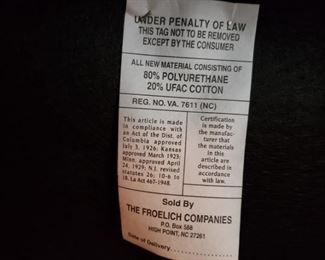 UNDER PENALTY OF LAW
THIS TAG NOT TO BE REMOVED
EXCEPT BY THE CONSUMER
ALL NEW MATERIAL CONSISTING OF
80% POLYURETHANE
20% UFAC COTTON
REG. NO. VA. 7611 (NC)
This article is made
in compliance with
an Act of the Dist. of
Colombia approved
July 3, 1926; Kansas
approved March 1923;
Minn. approved April
24, 1929; N.J. revised
statutes 26; 10-6 to
18. La Act 467-1948.
Certification
is made by
the manufac-
turer that
the materials
in this article
are described in
accordance
with law.
Sold By
THE FROELICH COMPANIES
P.O. Box 588
HIGH POINT, NC 27261
Date of Delivery